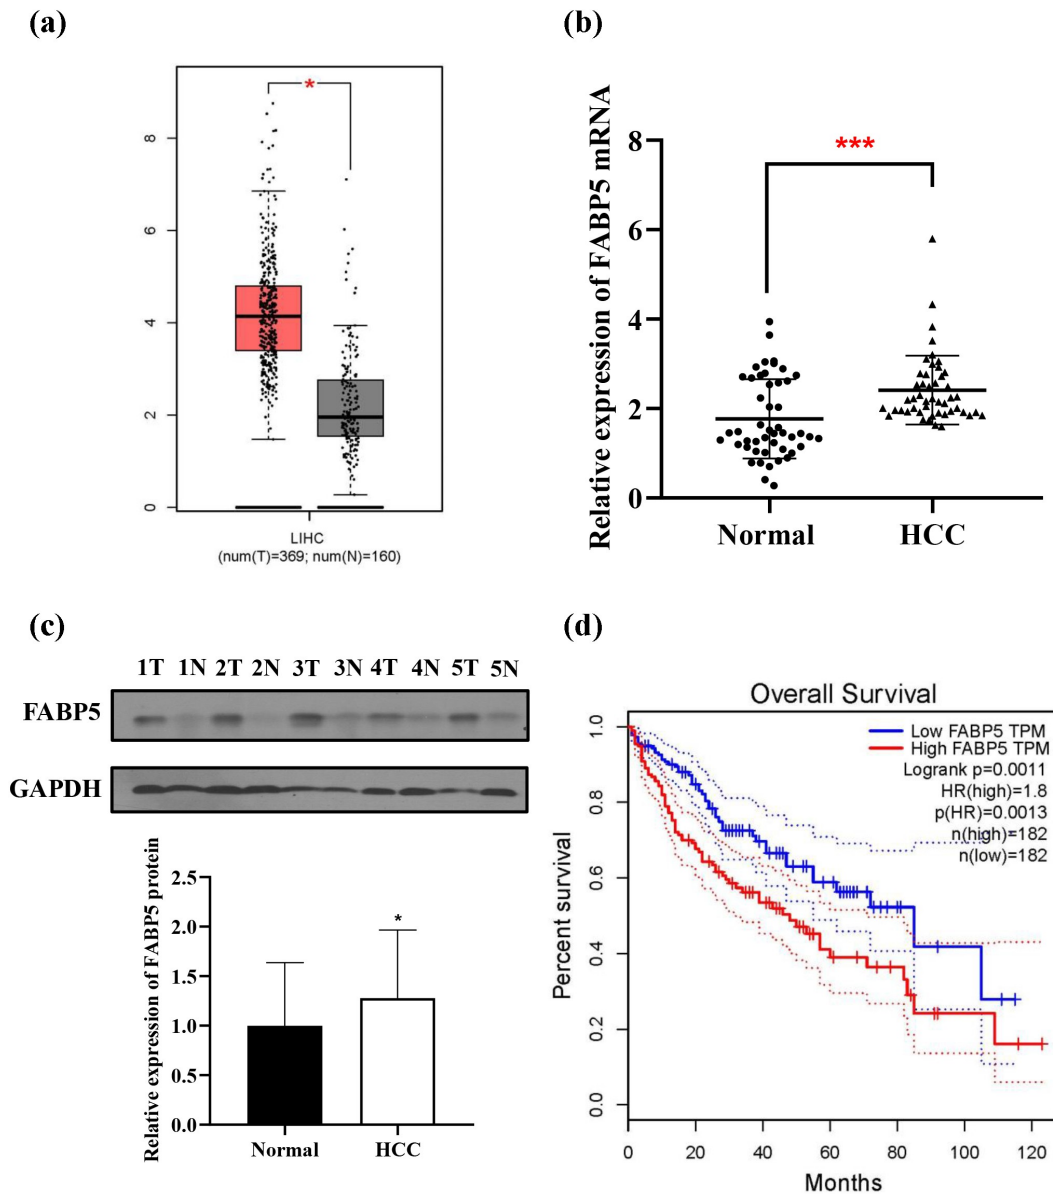 (a)
*
8
6
4
2
0
LIHC
(num(T)=369; num(N)=160)
(b)
Relative expression of FABP5 mRNA
***
8
6
4
2
0
Normal HCC
(c)
1T 1N 2T 2N 3T 3N 4T 4N 5T 5N
FABP5
GAPDH
Relative expression of FABP5 protein
2.5
2.0
1.5
1.0
0.5
0.0
*
Normal HCC
(d)
Overall Survival
Low FABP5 TPM
High FABP5 TPM
Logrank p=0.0011
HR(high)=1.8
p(HR)=0.0013
n(high)=182
n(low)=182
Percent survival
1.0
0.8
0.6
0.4
0.2
0.0
0 20 40 60 80 100 120
Months